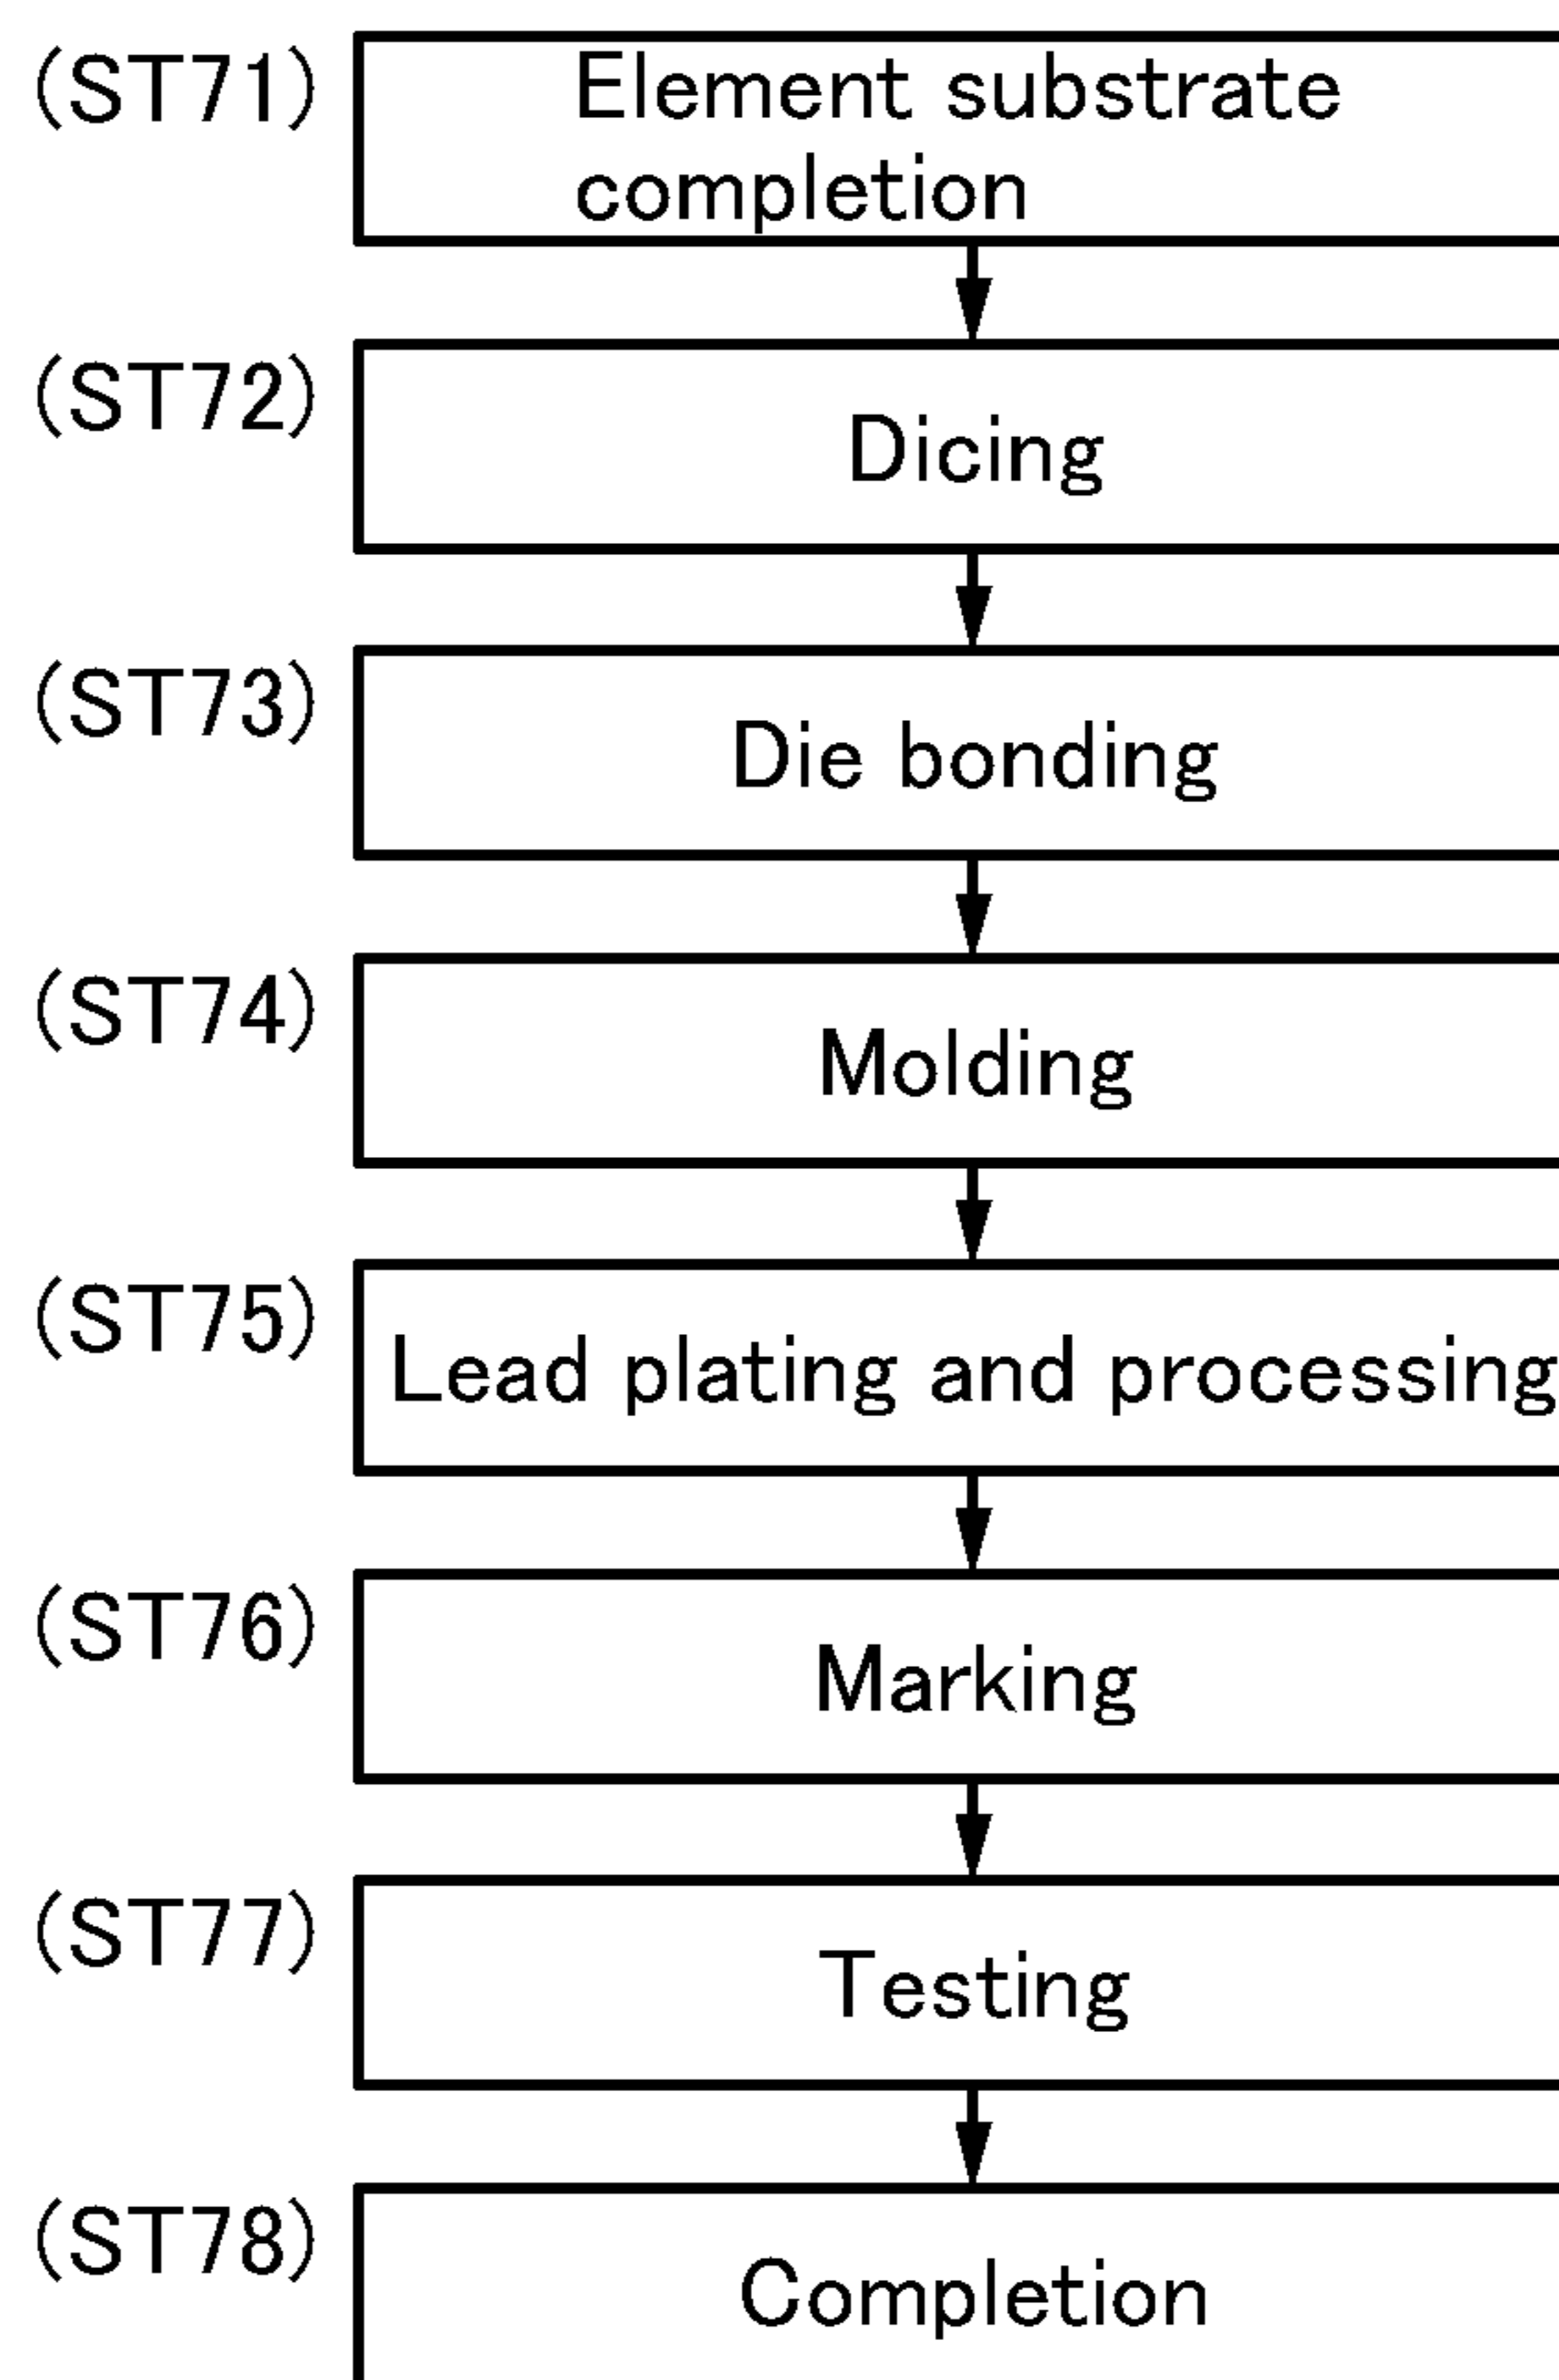 (ST71) Element substrate
completion
(ST72)
Dicing
(ST73)
Die bonding
(ST74)
Molding
(ST75)
Lead plating and processing
(ST76)
Marking
(ST77)
Testing
(ST78)
Completion